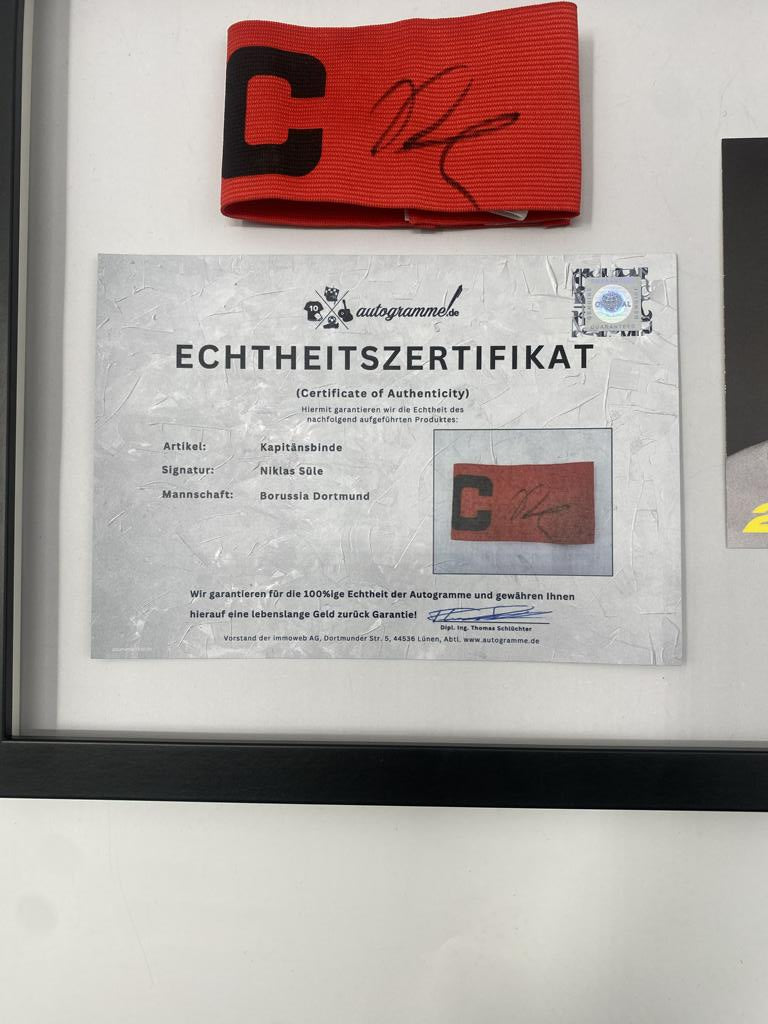 C
10
autogramme.de
ECHTHEITSZERTIFIKAT
(Certificate of Authenticity)
Hiermit garantieren wir die Echtheit des
nachfolgend aufgeführten Produktes:
Artikel: Kapitänsbinde
Signatur: Niklas Süle
Mannschaft: Borussia Dortmund
C
Wir garantieren für die 100%ige Echtheit der Autogramme und gewähren Ihnen
hierauf eine lebenslange Geld zurück Garantie!
Dipl. Ing. Thomas Schlüchter
Vorstand der immoweb AG, Dortmunder Str. 5, 44536 Lünen, Abtl. www.autogramme.de